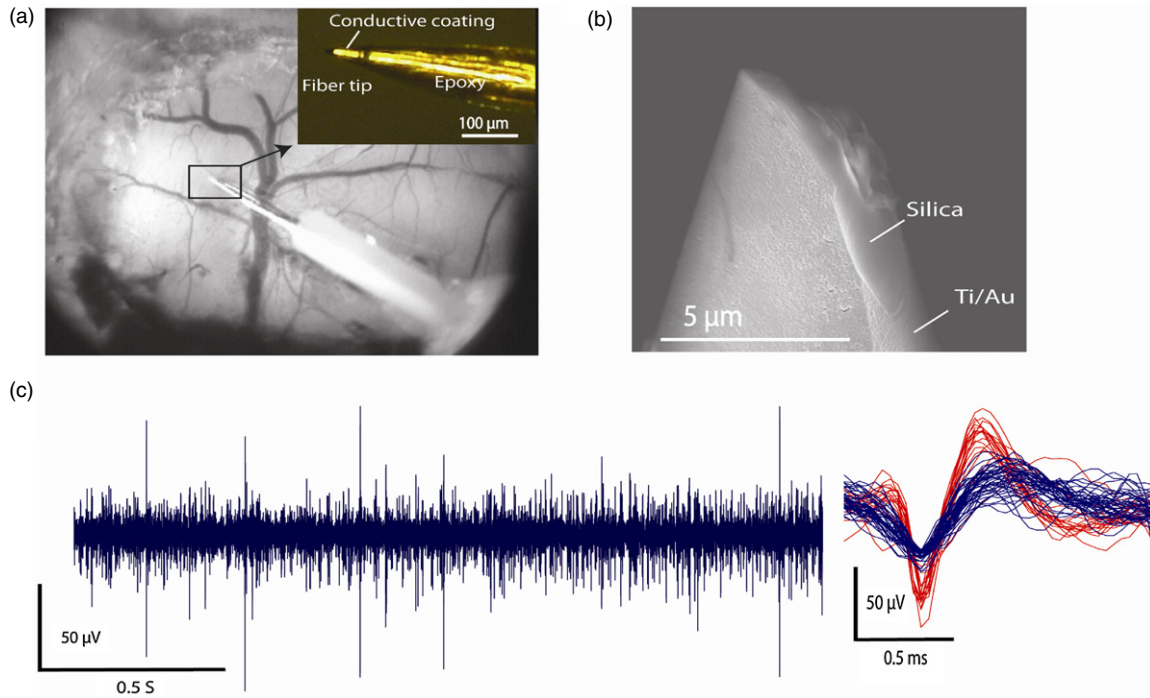 (a)
Conductive coating
Fiber tip
Epoxy
100 μm
(b)
Silica
Ti/Au
5 μm
(c)
50 μV
0.5 S
50 μV
0.5 ms